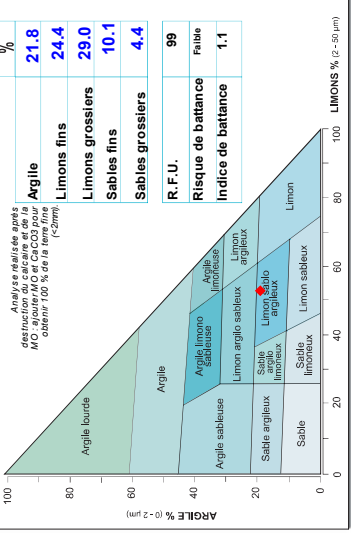 %
Argile 21.8
Limons fins 24.4
Limons grossiers 29.0
Sables fins 10.1
Sables grossiers 4.4
R.F.U. 99
Risque de battance Faible
Indice de battance 1.1
Analyse réalisée après
destruction du calcaire et de la
MO : ajouter MO et CaCO3 pour
obtenir 100 % de la terre fine
(<2mm).
ARGILE % (0 - 2 µm)
100
80
60
40
20
0
Argile lourde
Argile
Argile limono
sableuse
Argile
limoneuse
Argile sableuse
Limon argilo sableux
Limon
argileux
Sable argileux
Sable
argilo
limoneux
Limon sablo
argileux
Limon
Sable
Sable
limoneux
Limon sableux
0
20
40
60
80
100
LIMONS % (2 - 50 µm)